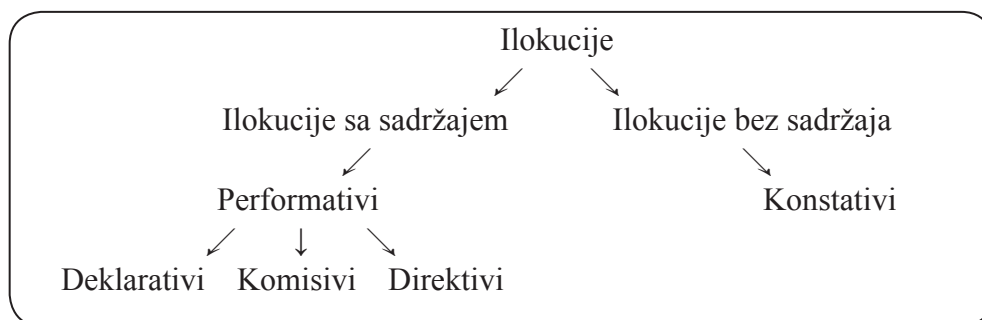 Ilokucije
Ilokucije sa sadržajem Ilokucije bez sadržaja
Performativi Konstativi
Deklarativi Komisivi Direktivi